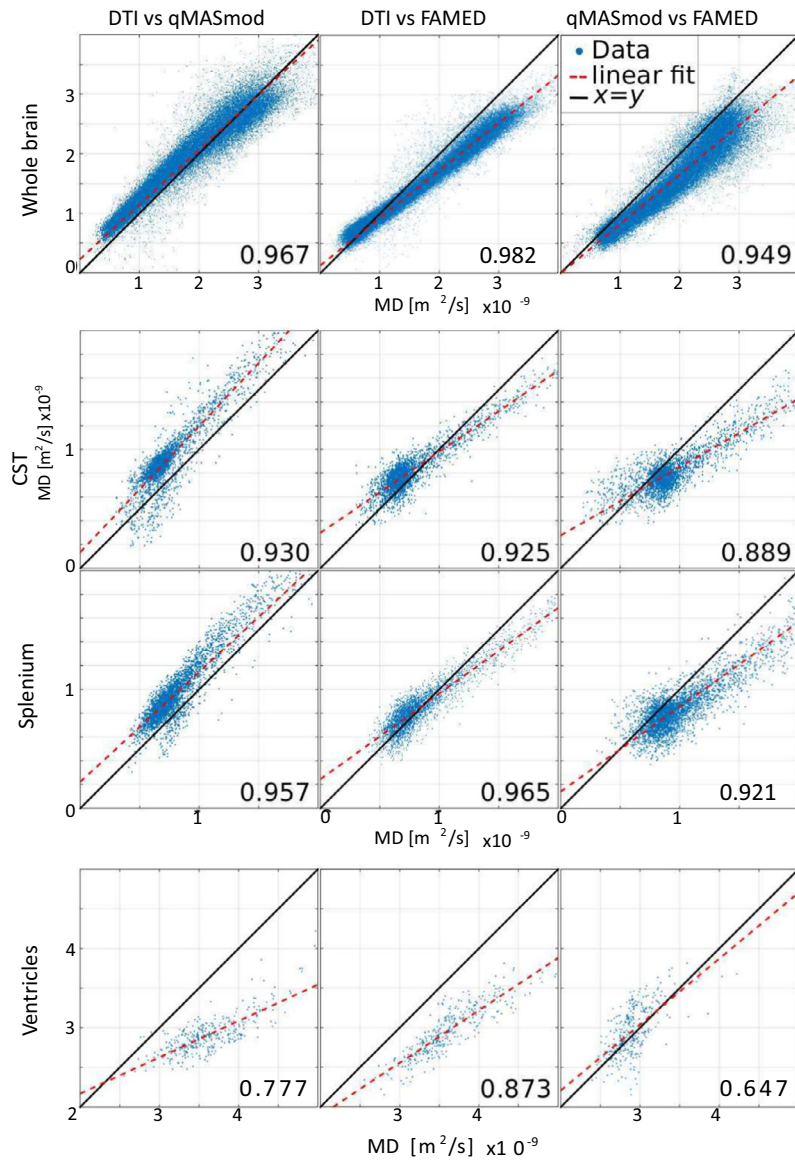 DTI vs qMASmod DTI vs FAMED qMASmod vs FAMED
Whole brain
3
2
1
0
0.967
0.982
Data
linear fit
x=y
0.949
1 2 3 1 2 3 1 2 3
MD [m²/s] x10⁻⁹
CST
MD [m²/s] x10⁻⁹
1
0
0.930
0.925
0.889
Splenium
1
0
0.957
0.965
0.921
1 0 1 0 1
MD [m²/s] x10⁻⁹
Ventricles
4
3
2
0.777
0.873
0.647
2 3 4 3 4 3 4
MD [m²/s] x1 0⁻⁹